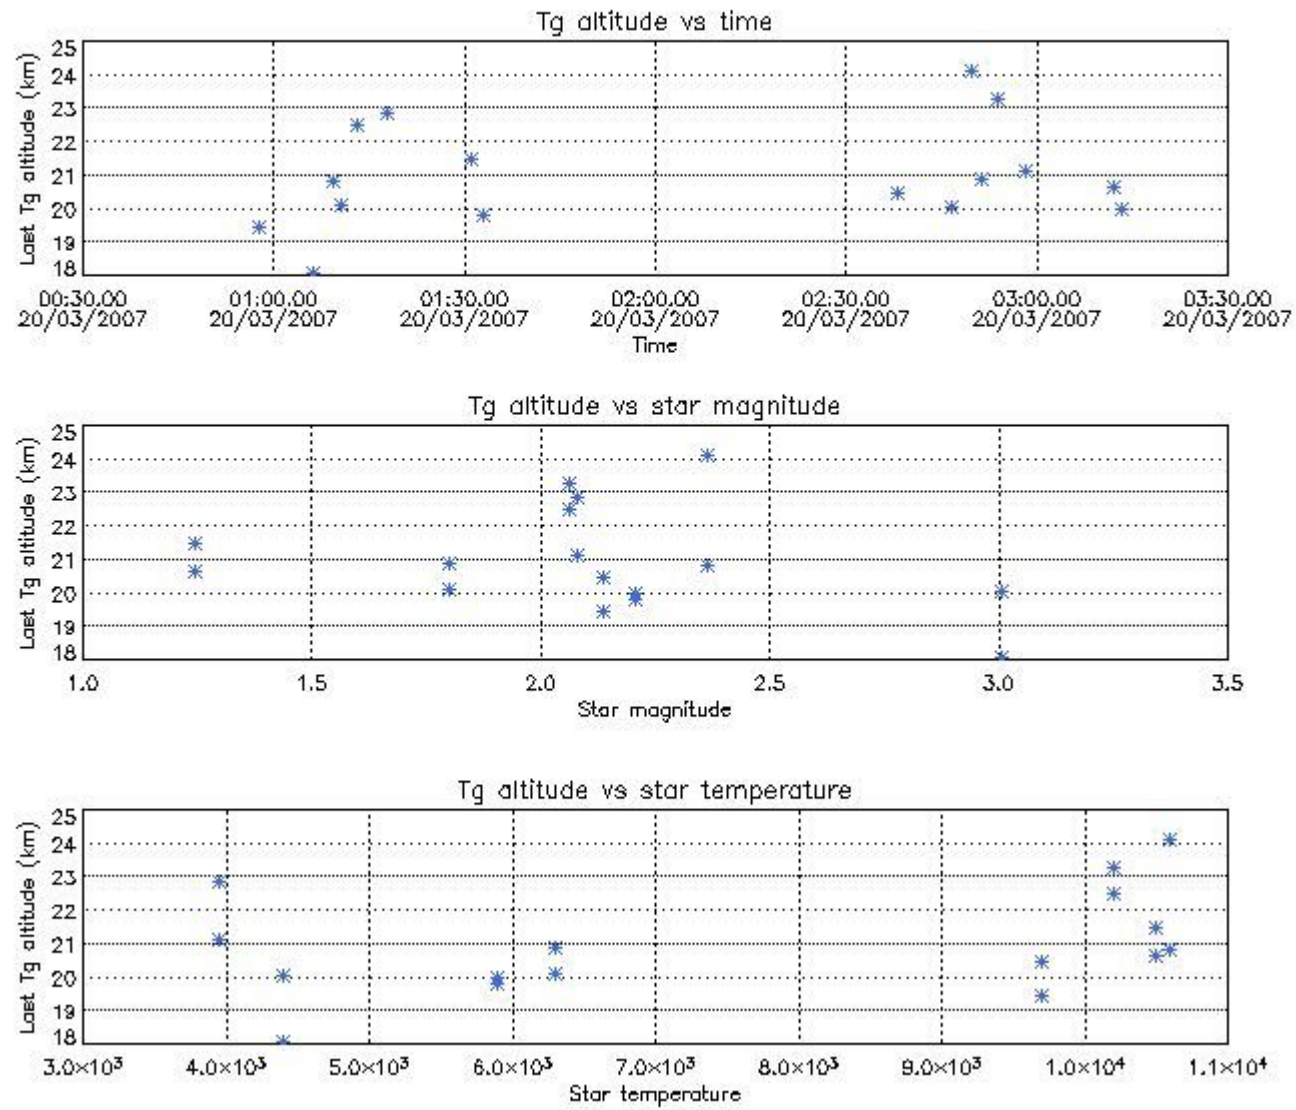 Tg altitude vs time
Last Tg altitude (km)
25
24
23
22
21
20
19
18
00:30.00 01:00.00 01:30.00 02:00.00 02:30.00 03:00.00 03:30.00
20/03/2007 20/03/2007 20/03/2007 20/03/2007 20/03/2007 20/03/2007 20/03/2007
Time
Tg altitude vs star magnitude
Last Tg altitude (km)
25
24
23
22
21
20
19
18
1.0 1.5 2.0 2.5 3.0 3.5
Star magnitude
Tg altitude vs star temperature
Last Tg altitude (km)
25
24
23
22
21
20
19
18
3.0×10³ 4.0×10³ 5.0×10³ 6.0×10³ 7.0×10³ 8.0×10³ 9.0×10³ 1.0×10⁴ 1.1×10⁴
Star temperature